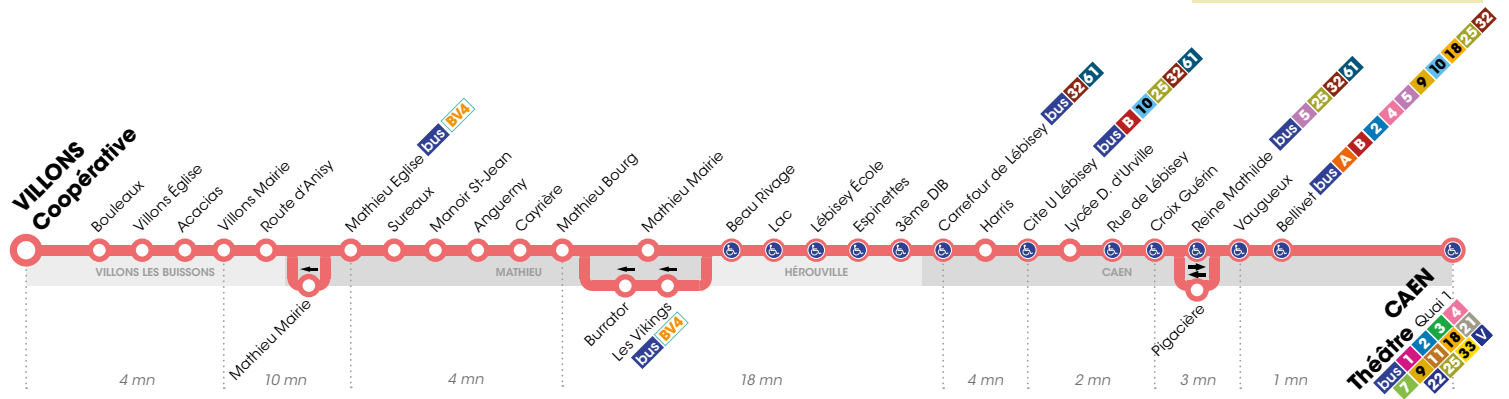 VILLONS
Coopérative
Bouleaux
Villons Église
Acacias
Villons Mairie
Route d'Anisy
Mathieu Eglise bus BV4
Sureux
Manoir St-Jean
Anguerny
Cayrière
Mathieu Bourg
Mathieu Mairie
Beau Rivage
Lac
Lébisey École
Espinettes
3ème DIB
Carrefour de Lébisey bus 32 61
Harris
Cite U Lébisey bus B 10 25 32 61
Lycée D. d'Urville
Rue de Lébisey
Croix Guérin
Reine Mathilde bus 5 25 32 61
Vaugueux
Bellivet bus A B 2 4 5 9 10 18 25 32
VILLONS LES BUISSONS
MATHIEU
HÉROUVILLE
CAEN
Mathieu Mairie
Burrator
Les Vikings
bus BV4
Pigacière
CAEN
Théâtre Quai 1
bus 1 2 3 4
7 9 11 18 21
22 25 33 V
4 mn
10 mn
4 mn
18 mn
4 mn
2 mn
3 mn
1 mn